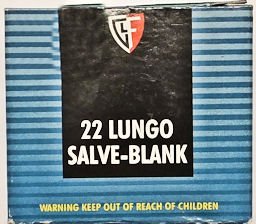 22 LUNGO
SALVE-BLANK
WARNING KEEP OUT OF REACH OF CHILDREN